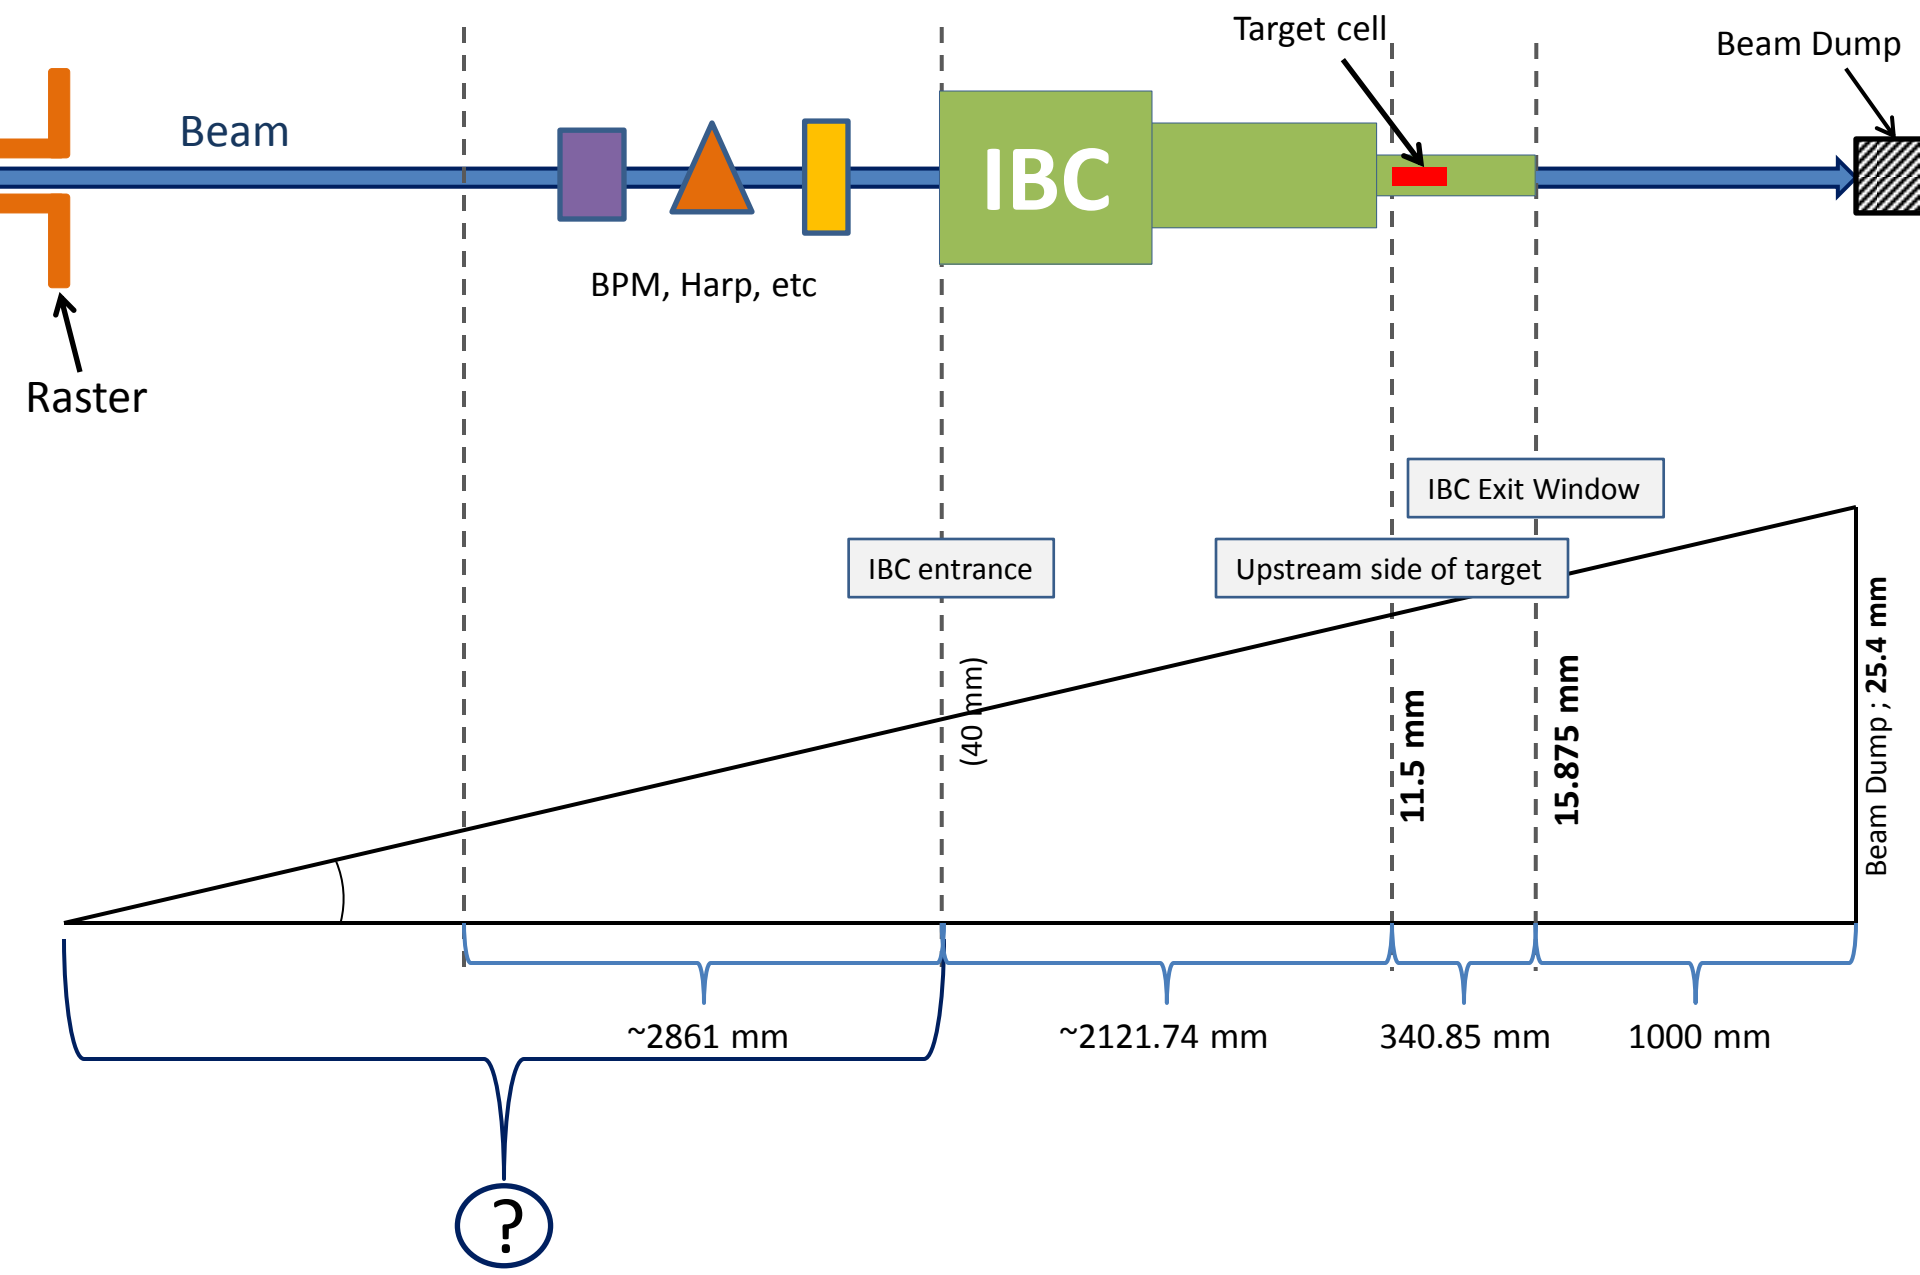 Target cell
Beam Dump
Beam
IBC
BPM, Harp, etc
Raster
IBC Exit Window
IBC entrance
Upstream side of target
(40 mm)
11.5 mm
15.875 mm
Beam Dump ; 25.4 mm
~2861 mm
~2121.74 mm
340.85 mm
1000 mm
?